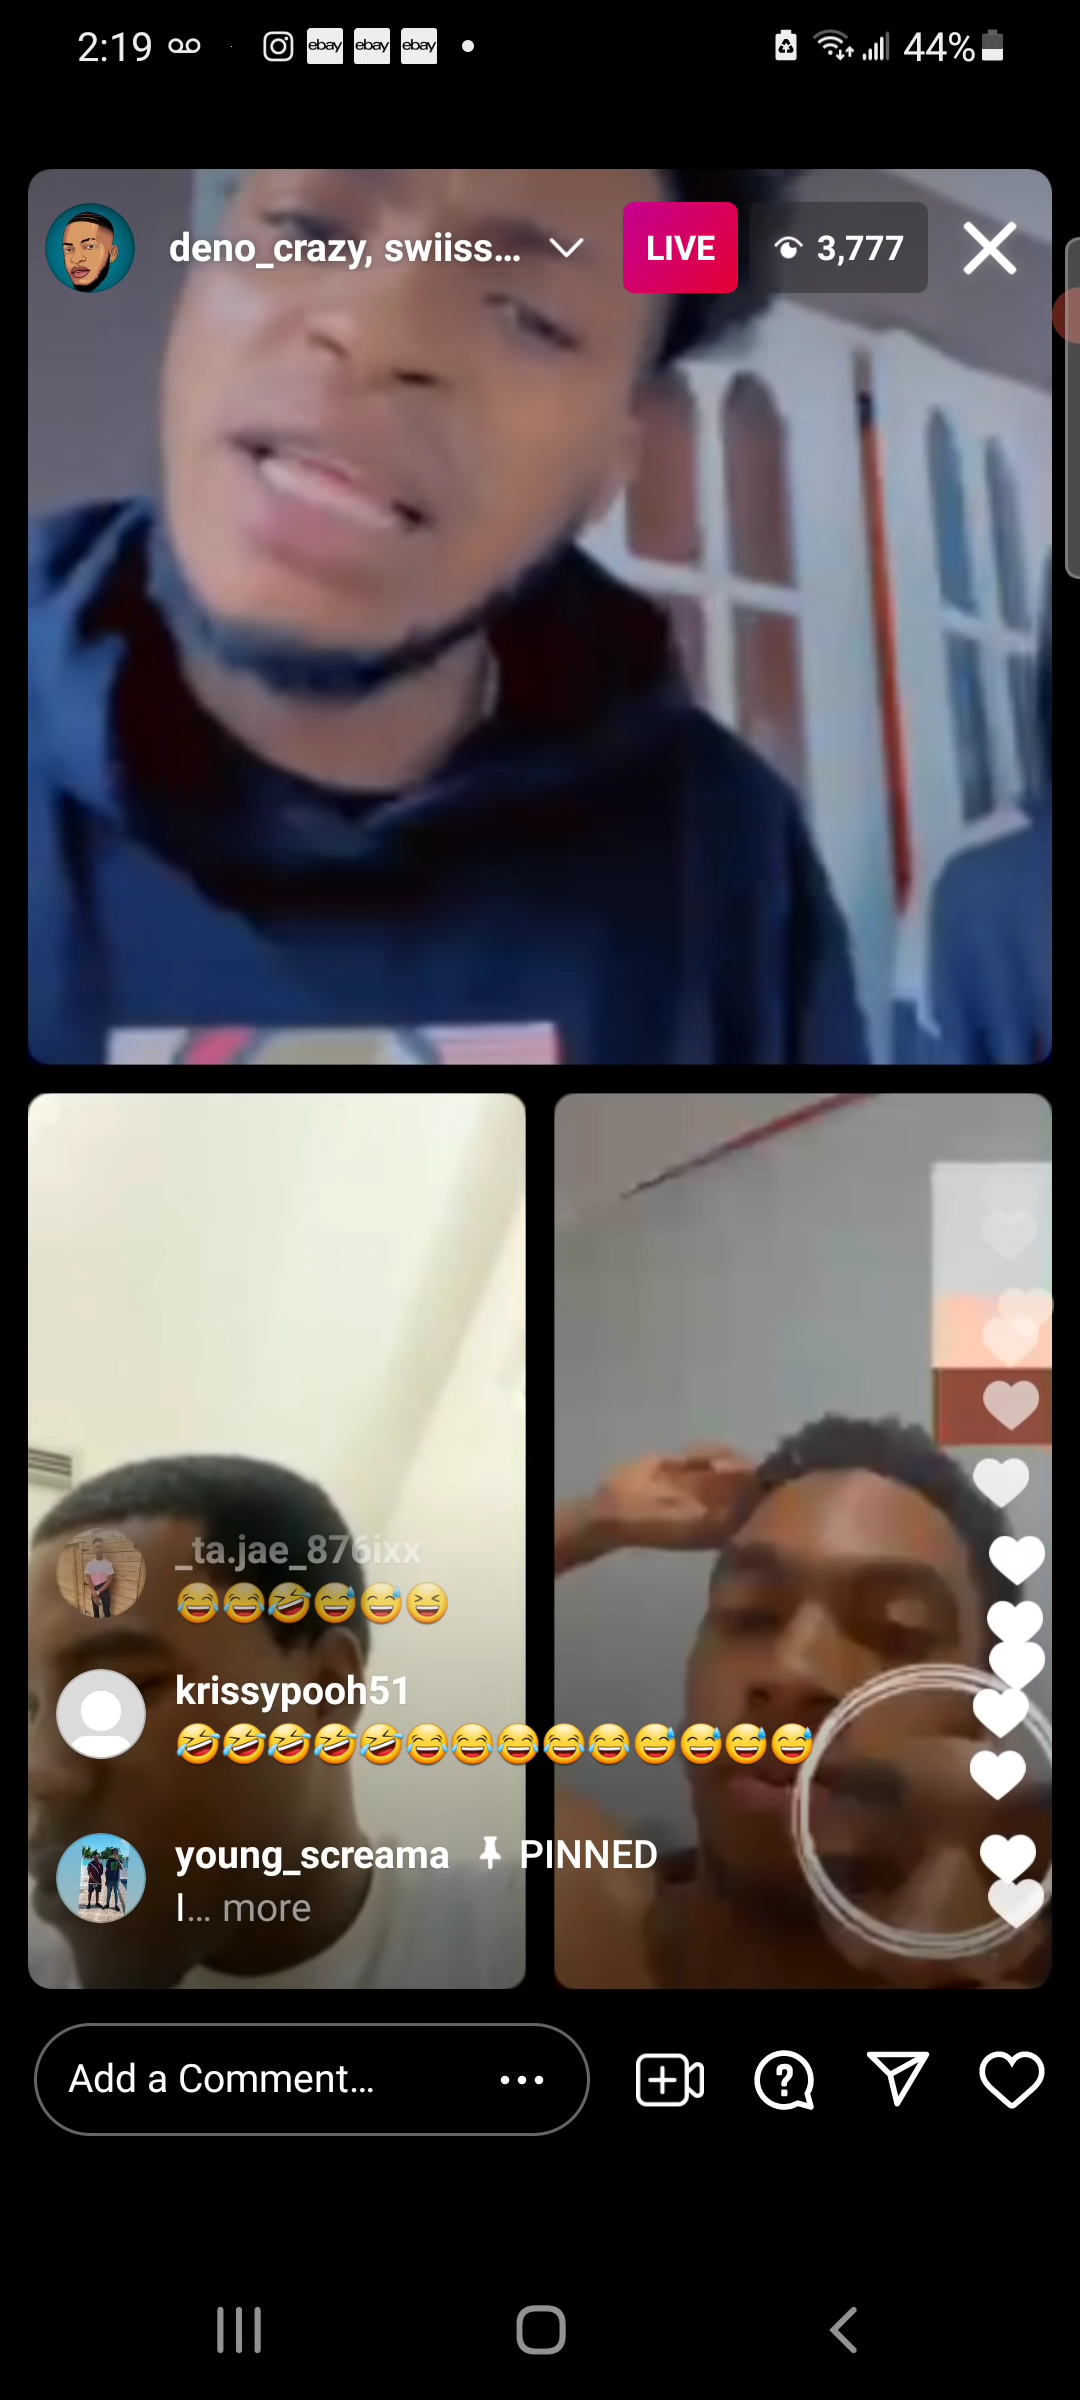 2:19 ebay ebay ebay 44%
deno_crazy, swiiss... LIVE 3,777
_ta.jae_876ixx
😂😂🤣😅😅😆
krissypooh51
🤣🤣🤣🤣🤣😂😂😂😂😂😅😅😅😅
young_screama PINNED
I... more
Add a Comment...